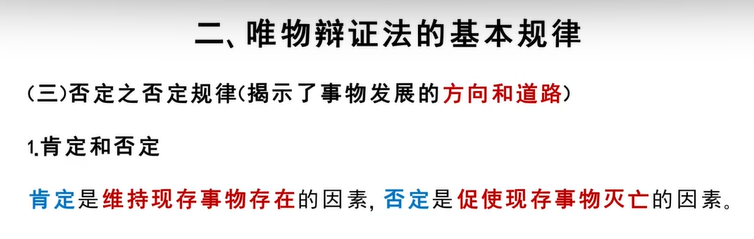 二、唯物辩证法的基本规律
(三)否定之否定规律(揭示了事物发展的方向和道路)
1.肯定和否定
肯定是维持现存事物存在的因素, 否定是促使现存事物灭亡的因素。